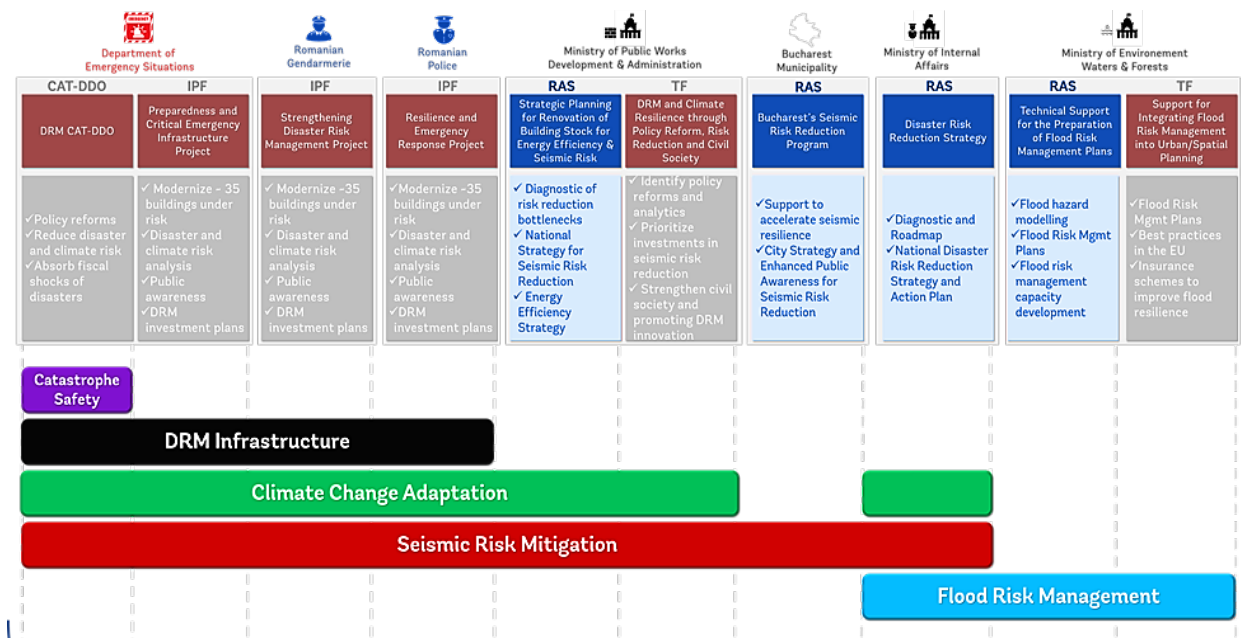 EMERGENCY
Department of
Emergency Situations
Romanian
Gendarmerie
Romanian
Police
Ministry of Public Works
Development & Administration
Bucharest
Municipality
Ministry of Internal
Affairs
Ministry of Environement
Waters & Forests
CAT-DDO
DRM CAT-DDO
✓Policy reforms
✓Reduce disaster
and climate risk
✓Absorb fiscal
shocks of
disasters
IPF
Preparedness and
Critical Emergency
Infrastructure
Project
✓ Modernize ~ 35
buildings under
risk
✓Disaster and
climate risk
analysis
✓Public
awareness
✓DRM
investment plans
IPF
Strengthening
Disaster Risk
Management Project
✓ Modernize ~35
buildings under
risk
✓ Disaster and
climate risk
analysis
✓ Public
awareness
✓ DRM
investment plans
IPF
Resilience and
Emergency
Response Project
✓Modernize ~35
buildings under
risk
✓Disaster and
climate risk
analysis
✓Public
awareness
✓DRM
investment plans
RAS
Strategic Planning
for Renovation of
Building Stock for
Energy Efficiency &
Seismic Risk
✓ Diagnostic of
risk reduction
bottlenecks
✓ National
Strategy for
Seismic Risk
Reduction
✓ Energy
Efficiency
Strategy
TF
DRM and Climate
Resilience through
Policy Reform, Risk
Reduction and Civil
Society
✓ Identify policy
reforms and
analytics
✓ Prioritize
investments in
seismic risk
reduction
✓ Strengthen civil
society and
promoting DRM
innovation
RAS
Bucharest's Seismic
Risk Reduction
Program
✓Support to
accelerate seismic
resilience
✓City Strategy and
Enhanced Public
Awareness for
Seismic Risk
Reduction
RAS
Disaster Risk
Reduction Strategy
✓Diagnostic and
Roadmap
✓National Disaster
Risk Reduction
Strategy and
Action Plan
RAS
Technical Support
for the Preparation
of Flood Risk
Management Plans
✓Flood hazard
modelling
✓Flood Risk Mgmt
Plans
✓Flood risk
management
capacity
development
TF
Support for
Integrating Flood
Risk Management
into Urban/Spatial
Planning
✓Flood Risk
Mgmt Plans
✓Best practices
in the EU
✓Insurance
schemes to
improve flood
resilience
Catastrophe
Safety
DRM Infrastructure
Climate Change Adaptation
Seismic Risk Mitigation
Flood Risk Management